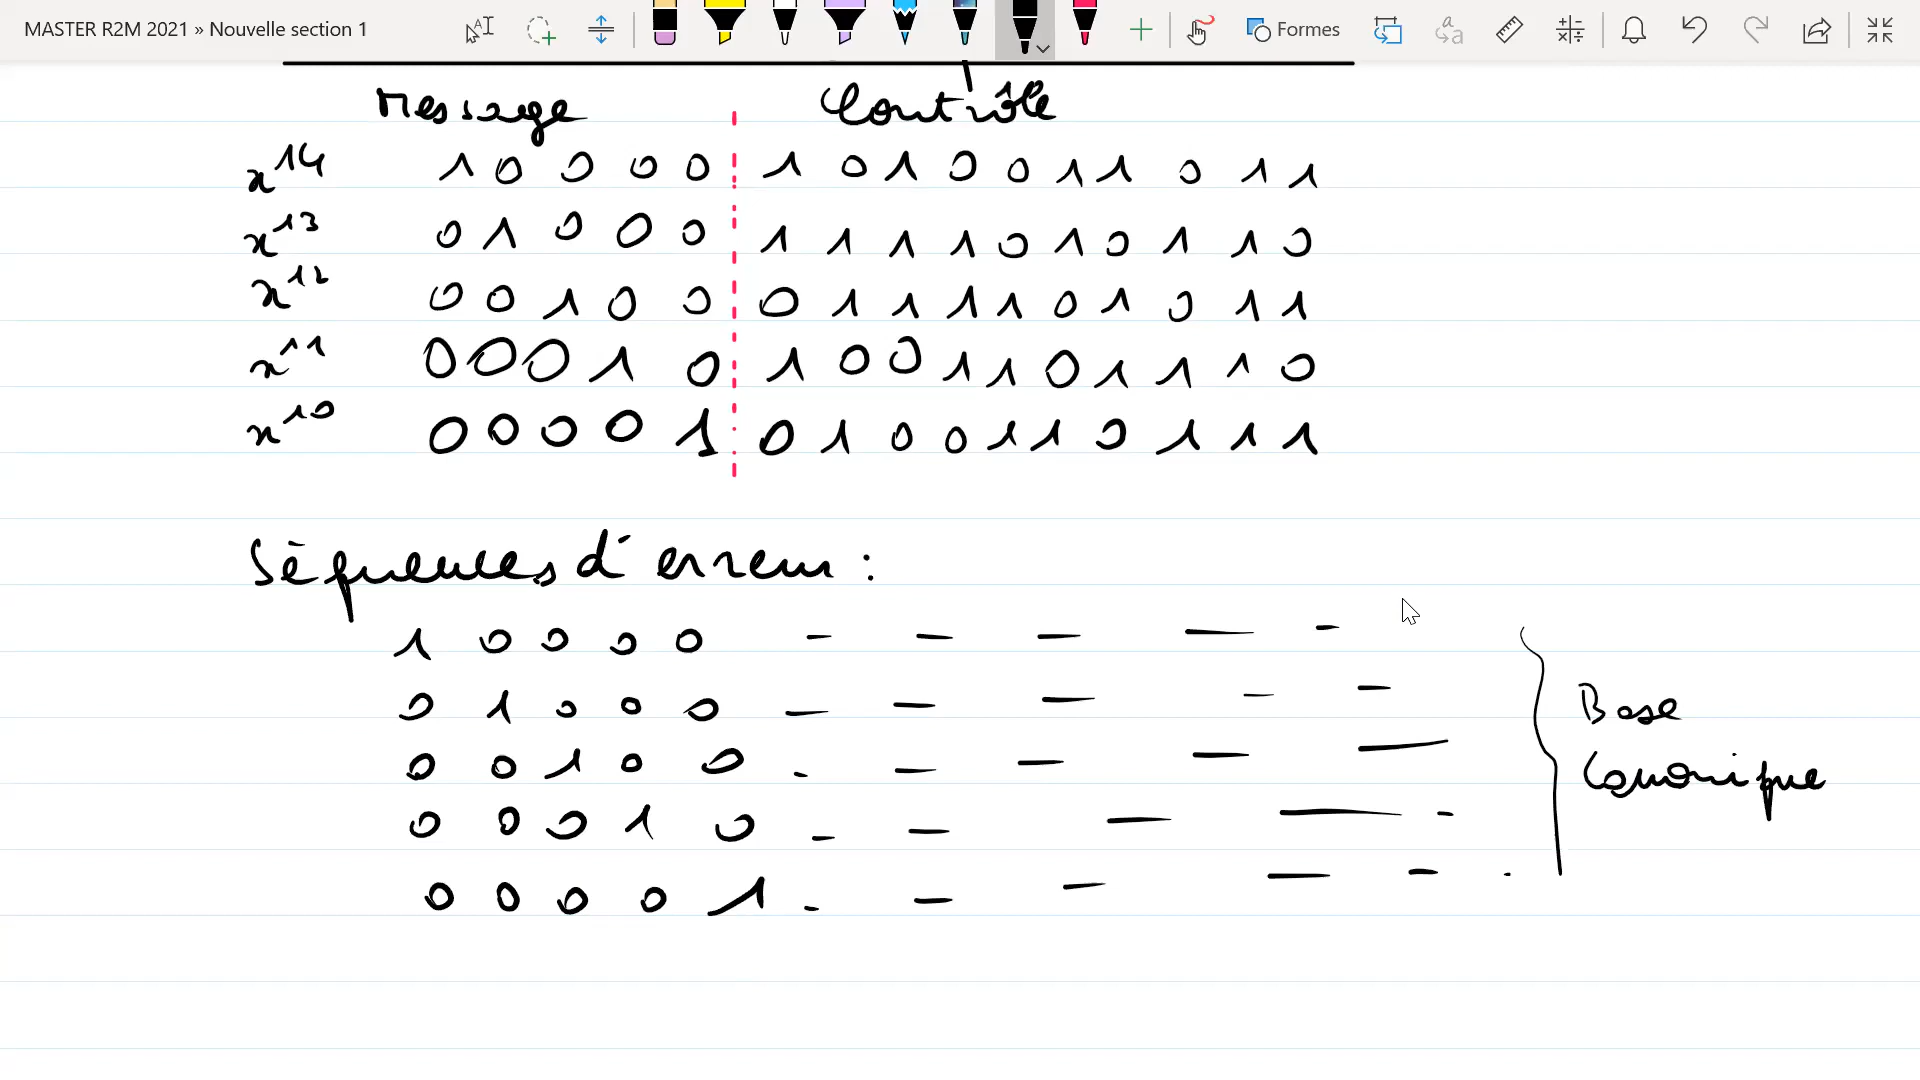 MASTER R2M 2021 » Nouvelle section 1
Formes
Message Contrôle
x^14 1 0 0 0 0 1 0 1 0 0 1 1 0 1 1
x^13 0 1 0 0 0 1 1 1 1 0 1 0 1 1 0
x^12 0 0 1 0 0 0 1 1 1 1 0 1 0 1 1
x^11 0 0 0 1 0 1 0 0 1 1 0 1 1 1 0
x^10 0 0 0 0 1 0 1 0 0 1 1 0 1 1 1
Séquences d'erreur :
1 0 0 0 0 - - - - -
0 1 0 0 0 - - - - -
0 0 1 0 0 - - - - -
0 0 0 1 0 - - - - -
0 0 0 0 1 - - - - - -
Base
Canonique